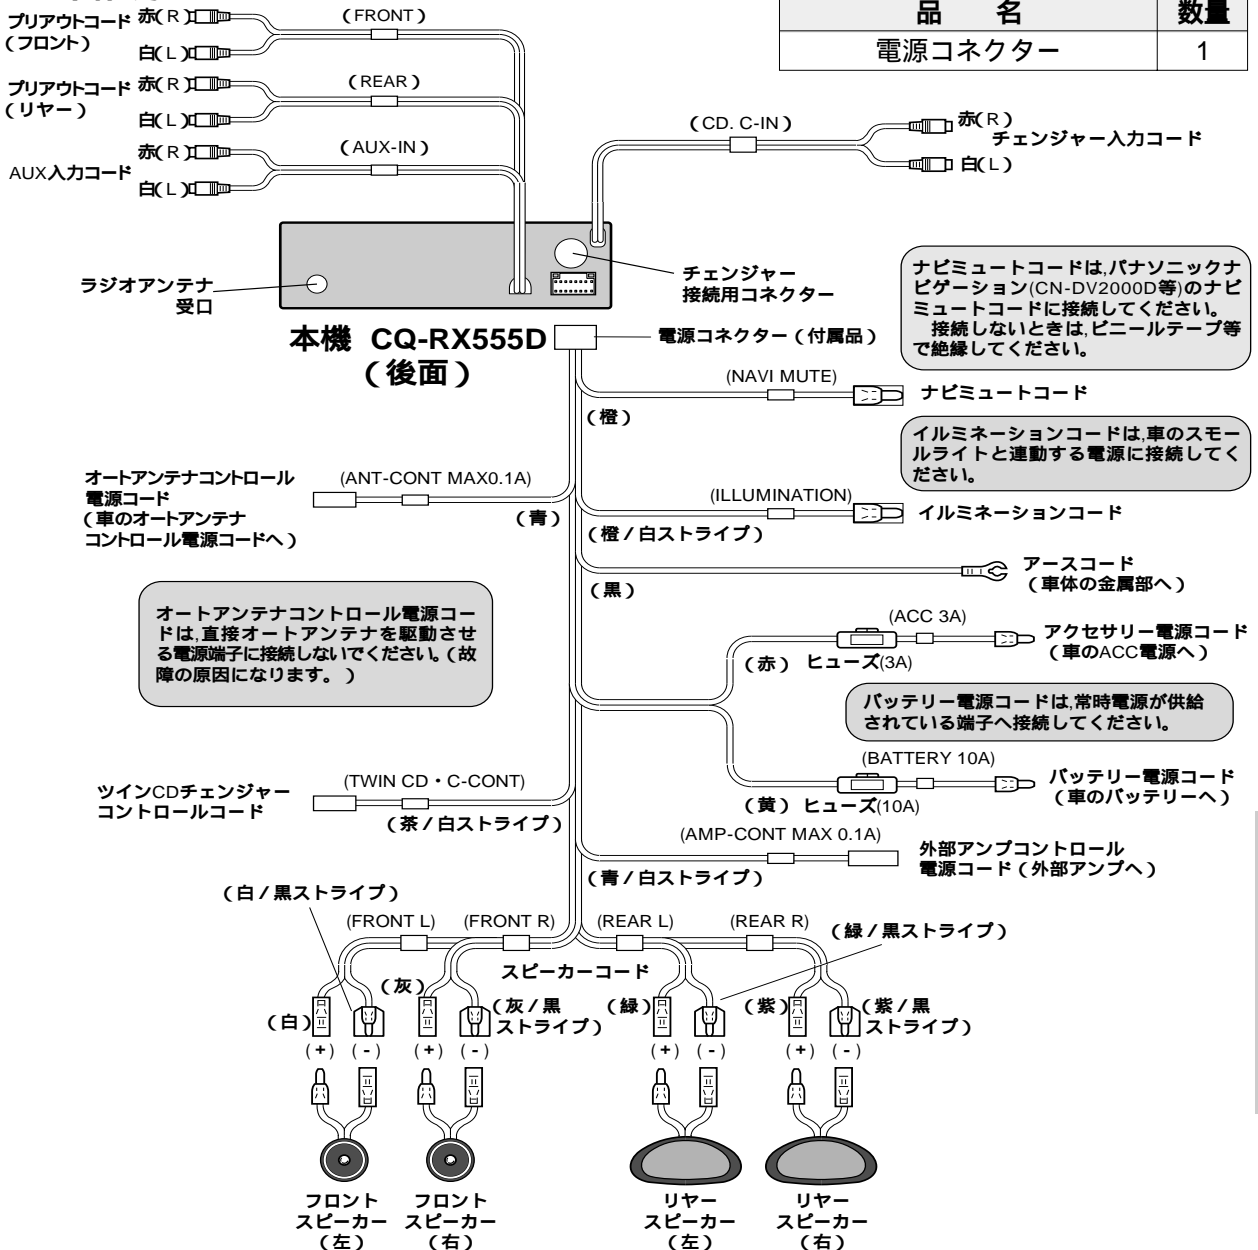 プリアウトコード
(フロント)
赤(R)
白(L)
(FRONT)
プリアウトコード
(リヤー)
赤(R)
白(L)
(REAR)
AUX入力コード
赤(R)
白(L)
(AUX-IN)
品 名 数量
電源コネクター 1
(CD. C-IN)
赤(R)
チェンジャー入力コード
白(L)
ラジオアンテナ
受口
チェンジャー
接続用コネクター
本機 CQ-RX555D
(後面)
電源コネクター(付属品)
ナビミュートコードは,パナソニックナ
ビゲーション(CN-DV2000D等)のナビ
ミュートコードに接続してください。
接続しないときは,ビニールテープ等
で絶縁してください。
(NAVI MUTE)
ナビミュートコード
(橙)
イルミネーションコードは,車のスモー
ルライトと連動する電源に接続してく
ださい。
オートアンテナコントロール
電源コード
(車のオートアンテナ
コントロール電源コードへ)
(ANT-CONT MAX0.1A)
(青)
(ILLUMINATION)
イルミネーションコード
(橙/白ストライプ)
アースコード
(車体の金属部へ)
(黒)
オートアンテナコントロール電源コー
ドは,直接オートアンテナを駆動させ
る電源端子に接続しないでください。(故
障の原因になります。)
(ACC 3A)
アクセサリー電源コード
(車のACC電源へ)
(赤) ヒューズ(3A)
バッテリー電源コードは,常時電源が供給
されている端子へ接続してください。
(BATTERY 10A)
バッテリー電源コード
(車のバッテリーへ)
(黄) ヒューズ(10A)
ツインCDチェンジャー
コントロールコード
(TWIN CD・C-CONT)
(茶/白ストライプ)
(AMP-CONT MAX 0.1A)
外部アンプコントロール
電源コード(外部アンプへ)
(青/白ストライプ)
(白/黒ストライプ)
(FRONT L)
(FRONT R)
(REAR L)
(REAR R)
(緑/黒ストライプ)
スピーカーコード
(白)
(灰)
(灰/黒
ストライプ)
(緑)
(紫)
(紫/黒
ストライプ)
(+) (-) (+) (-) (+) (-) (+) (-)
フロント
スピーカー
(左)
フロント
スピーカー
(右)
リヤー
スピーカー
(左)
リヤー
スピーカー
(右)